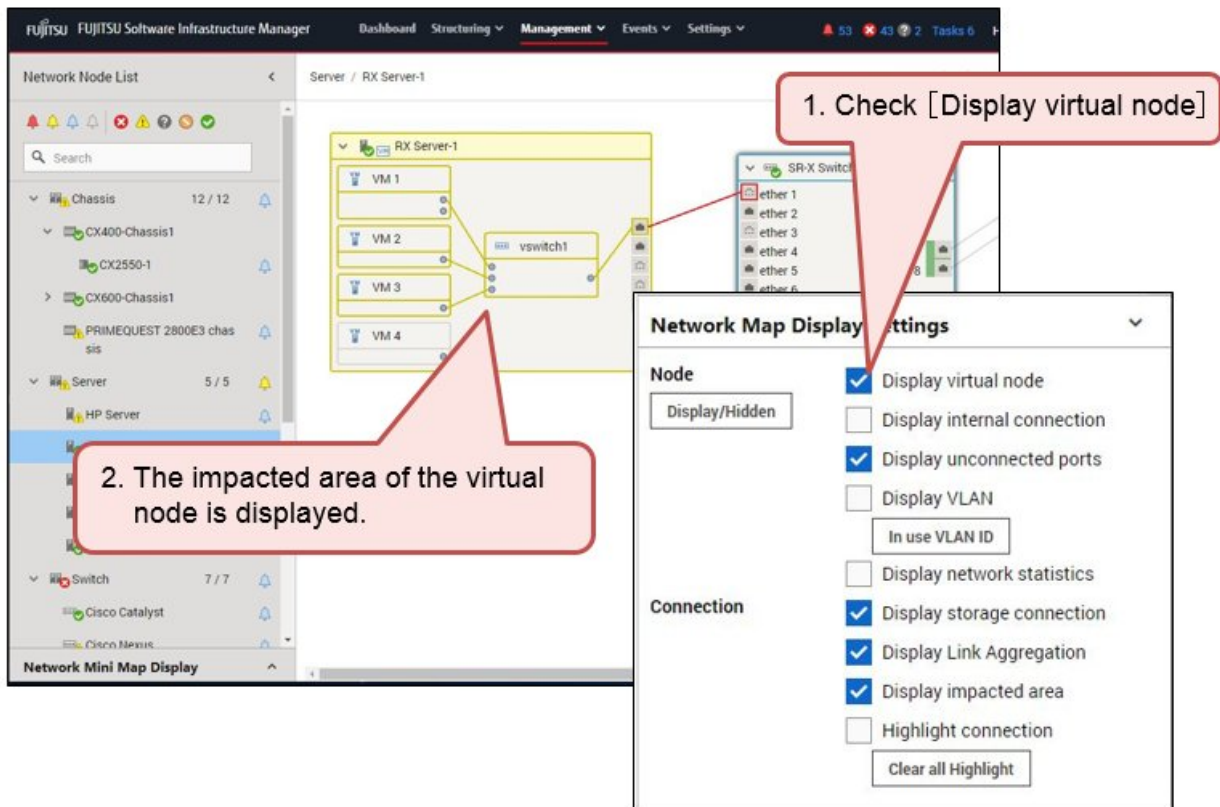 FUJITSU FUJITSU Software Infrastructure Manager
Dashboard Structuring Management Events Settings
53 43 2 Tasks 6 H
Network Node List
Server / RX Server-1
Search
Chassis 12 / 12
CX400-Chassis1
CX2550-1
CX600-Chassis1
PRIMEQUEST 2800E3 chas
sis
Server 5 / 5
HP Server
Switch 7 / 7
Cisco Catalyst
Cisco Nexus
Network Mini Map Display
RX Server-1
VM 1
VM 2
VM 3
VM 4
vswitch1
SR-X Switch
ether 1
ether 2
ether 3
ether 4
ether 5
8
ether 6
1. Check [Display virtual node]
2. The impacted area of the virtual
node is displayed.
Network Map Display Settings
Node
Display/Hidden
Display virtual node
Display internal connection
Display unconnected ports
Display VLAN
In use VLAN ID
Display network statistics
Connection
Display storage connection
Display Link Aggregation
Display impacted area
Highlight connection
Clear all Highlight